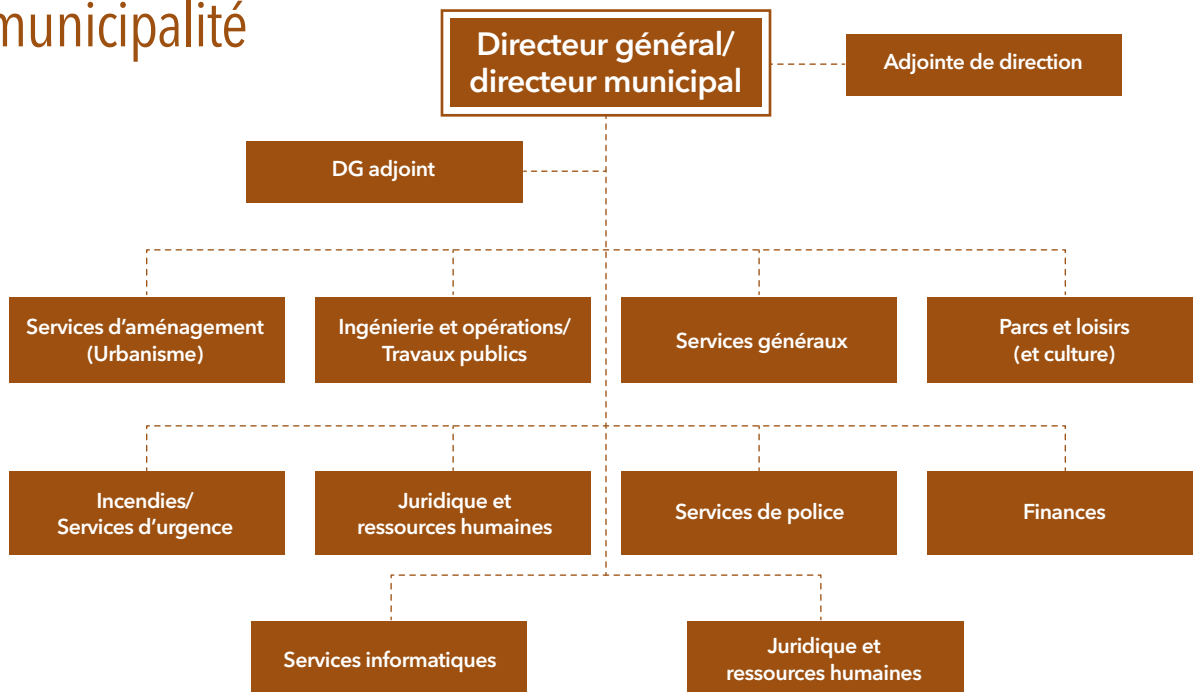 municipalité
Directeur général/
directeur municipal
Adjointe de direction
DG adjoint
Services d’aménagement
(Urbanisme)
Ingénierie et opérations/
Travaux publics
Services généraux
Parcs et loisirs
(et culture)
Incendies/
Services d’urgence
Juridique et
ressources humaines
Services de police
Finances
Services informatiques
Juridique et
ressources humaines